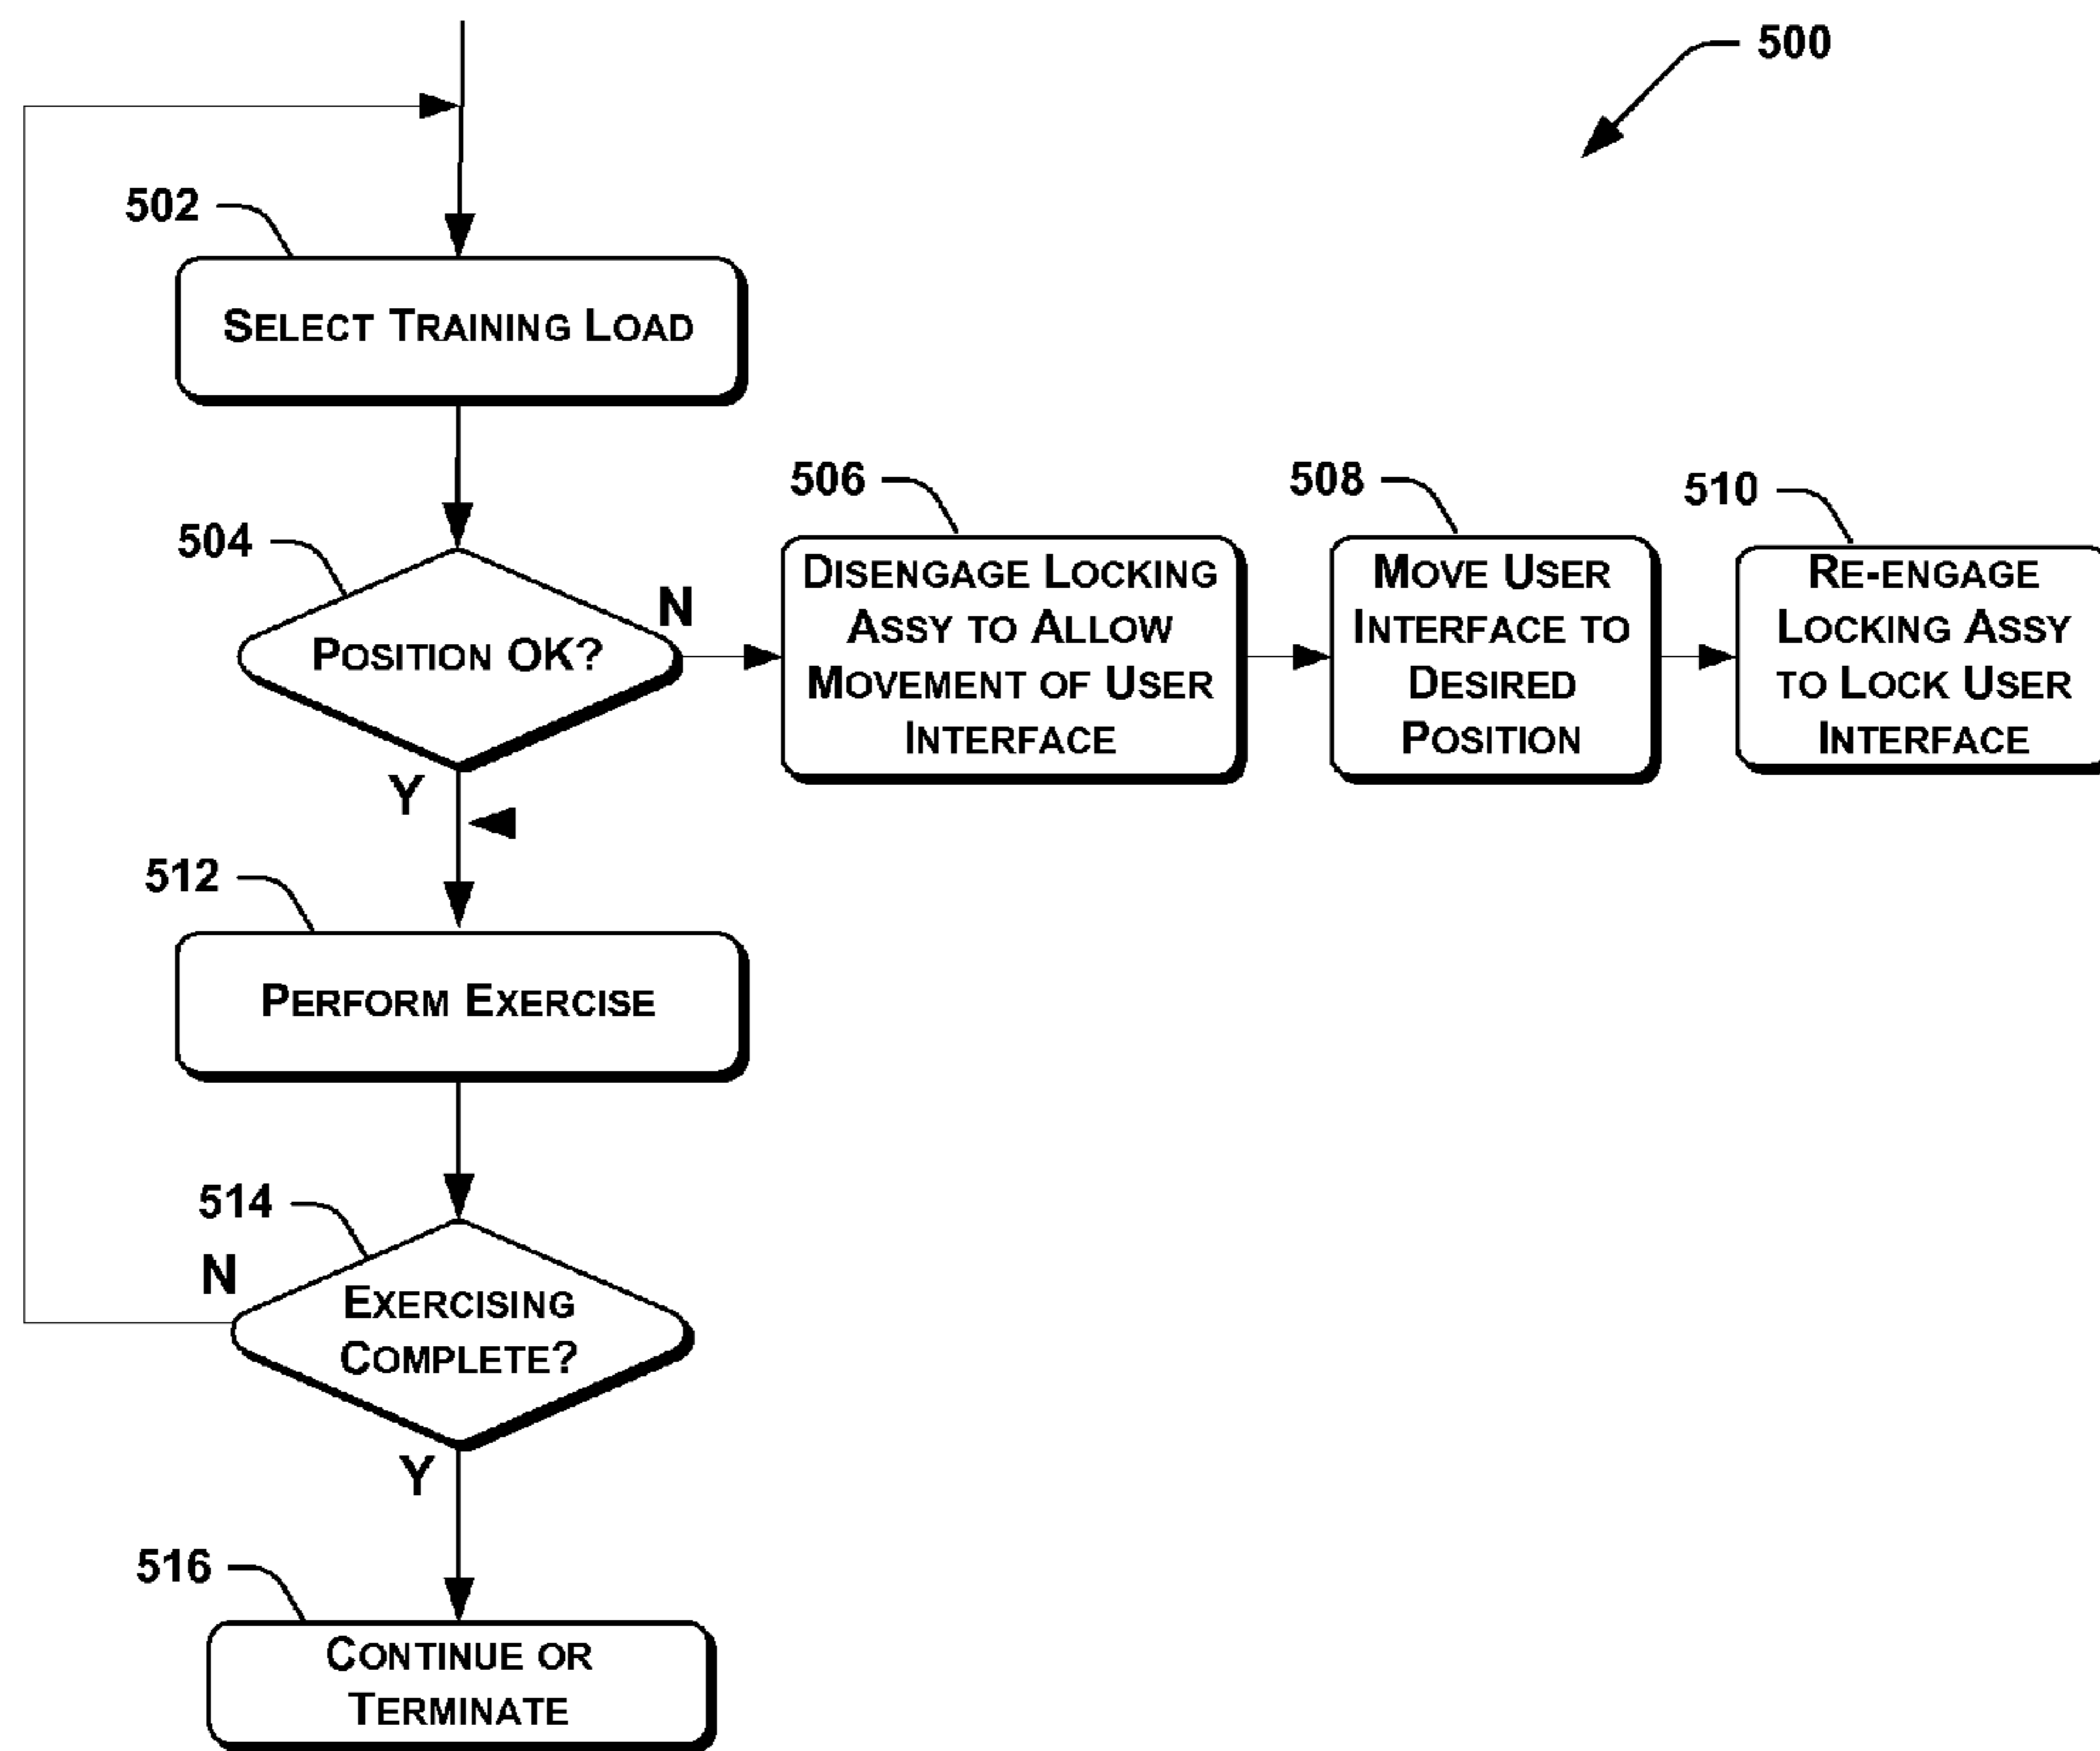 500
502
SELECT TRAINING LOAD
504
POSITION OK?
N
Y
506
DISENGAGE LOCKING
ASSY TO ALLOW
MOVEMENT OF USER
INTERFACE
508
MOVE USER
INTERFACE TO
DESIRED
POSITION
510
RE-ENGAGE
LOCKING ASSY
TO LOCK USER
INTERFACE
512
PERFORM EXERCISE
514
N
EXERCISING
COMPLETE?
Y
516
CONTINUE OR
TERMINATE